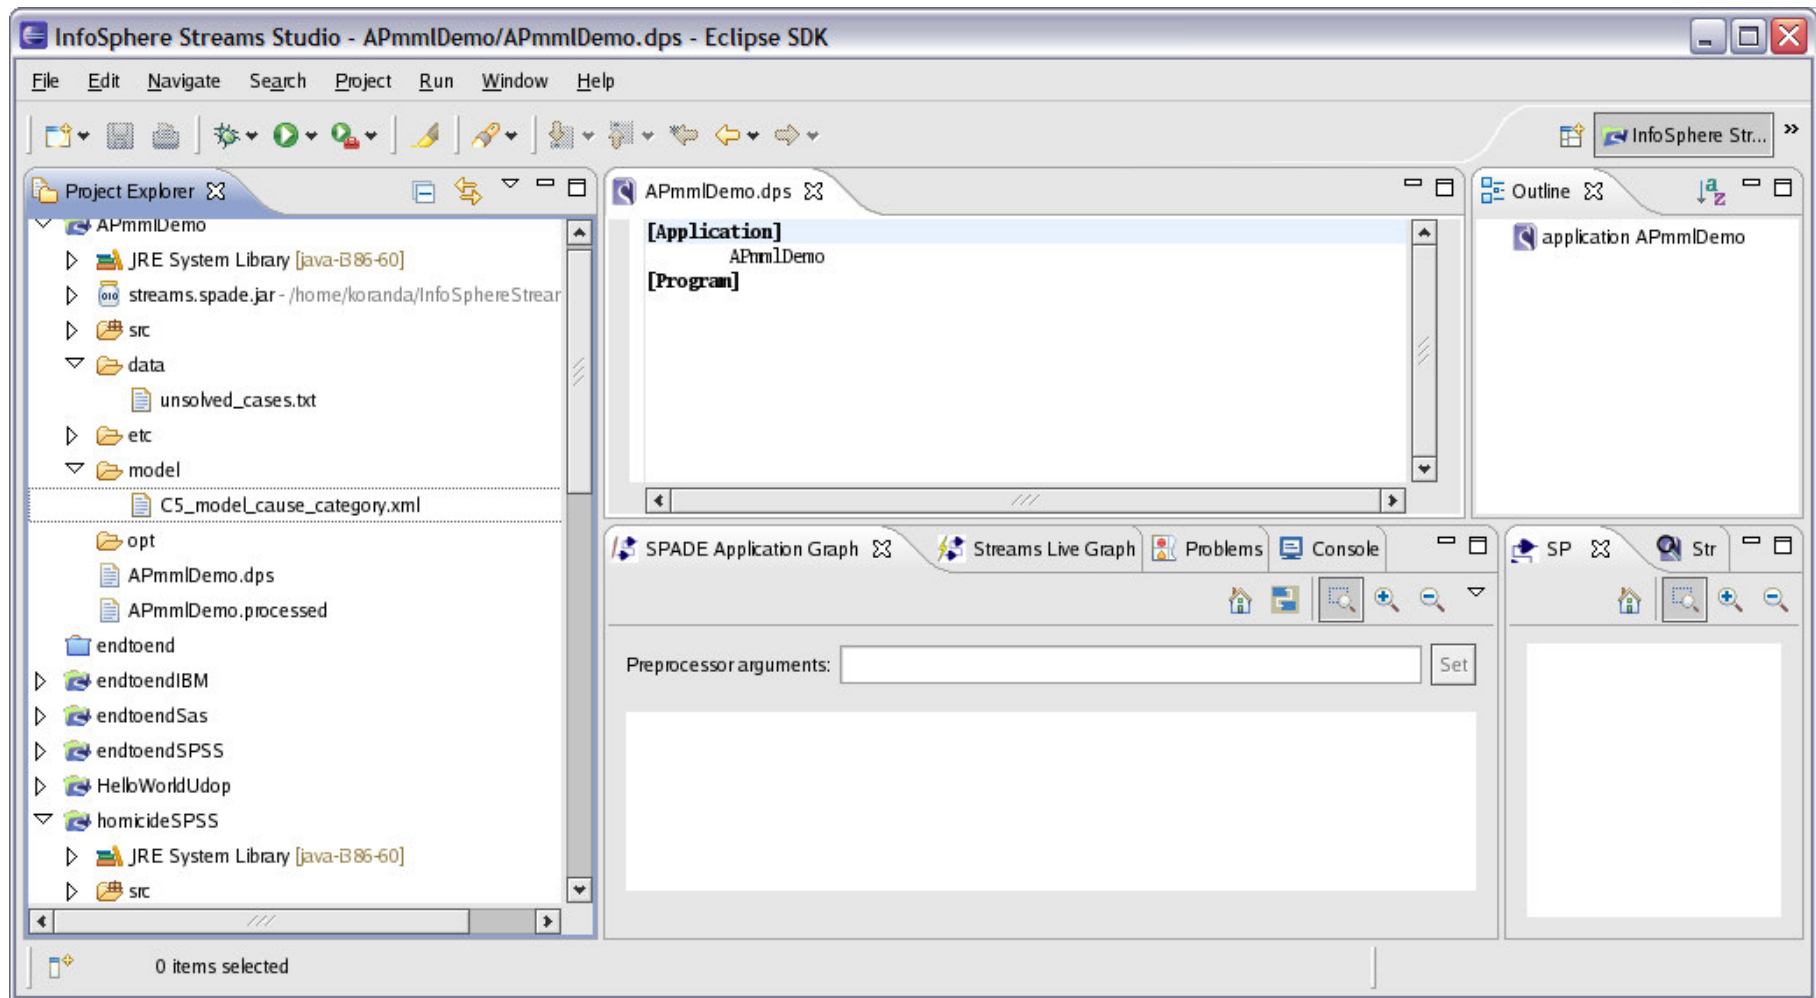 InfoSphere Streams Studio - APmmlDemo/APmmlDemo.dps - Eclipse SDK
File Edit Navigate Search Project Run Window Help
InfoSphere Str... »
Project Explorer
APmmlDemo
JRE System Library [java-i386-60]
streams.spade.jar - /home/koranda/InfoSphereStrear
src
data
unsolved_cases.txt
etc
model
C5_model_cause_category.xml
opt
APmmlDemo.dps
APmmlDemo.processed
endtoend
endtoendIBM
endtoendSas
endtoendSPSS
HelloWorldUdop
homicideSPSS
JRE System Library [java-i386-60]
src
APmmlDemo.dps
[Application]
APmmlDemo
[Program]
Outline
application APmmlDemo
SPADE Application Graph Streams Live Graph Problems Console
Preprocessor arguments: Set
SP Str
0 items selected